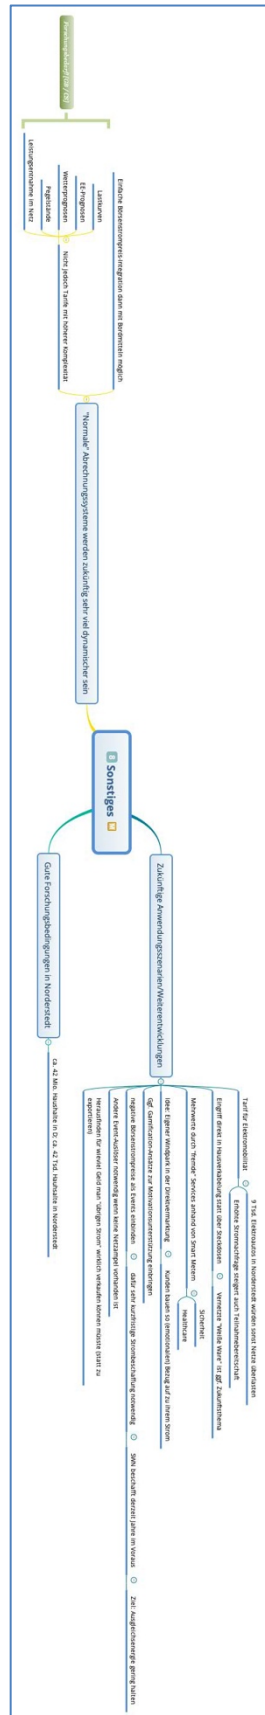 Sonstiges
Zukünftige Anwendungsszenarien/Weiterentwicklungen
Tarif für Elektromobilität
9 Tsd. Elektroautos in Norderstedt würden sonst Netze überlasten
Erhöhte Stromnachfrage steigert auch Teilnahmebereitschaft
Eingriff direkt in Hausverkabelung statt über Steckdosen
Vernetzte "Weiße Ware" ist ggf. Zukunftsthema
Mehrwerte durch "fremde" Services anhand von Smart Metern
Sicherheit
Healthcare
Idee: Eigener Windpark in der Direktvermarktung
Kunden bauen so (emotionalen) Bezug auf zu ihrem Strom
Ggf. Gamification-Ansätze zur Motivationsunterstützung einbringen
negative Börsenstrompreise als Events einbinden
dafür sehr kurzfristige Strombeschaffung notwendig
SWN beschafft derzeit Jahre im Voraus
Ziel: Ausgleichsenergie gering halten
Andere Event-Auslöser notwendig wenn keine Netzampel vorhanden ist
Herausfinden für wieviel Geld man "übrigen Strom" wirklich verkaufen können müsste (statt zu
exportieren)
Gute Forschungsbedingungen in Norderstedt
ca. 42 Mio. Haushalte in D; ca. 42 Tsd. Hauhsalte in Norderstedt
"Normale" Abrechnungssysteme werden zukünftig sehr viel dynamischer sein
Einfache Börsenstrompreis-Integration dann mit Bordmitteln möglich
Nicht jedoch Tarife mit höherer Komplexität
Lastkurven
EE-Prognosen
Wetterprognosen
Pegelstände
Leistungsentnahme im Netz